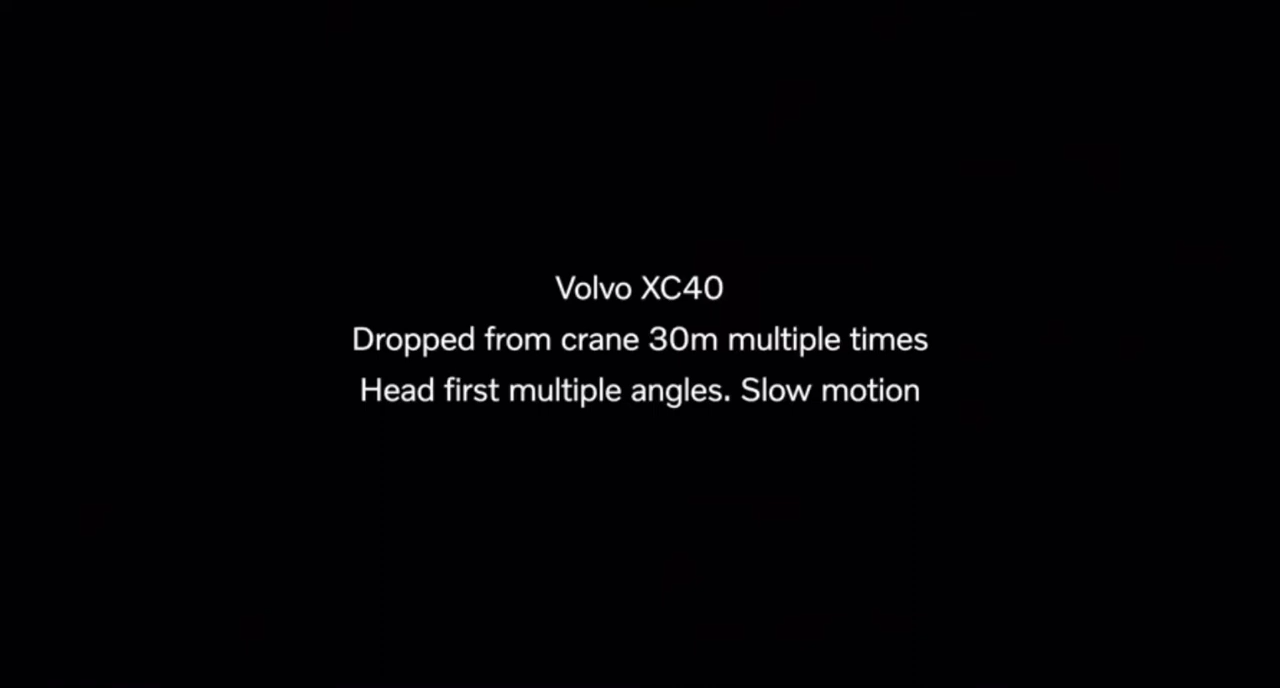 Volvo XC40
Dropped from crane 30m multiple times
Head first multiple angles. Slow motion